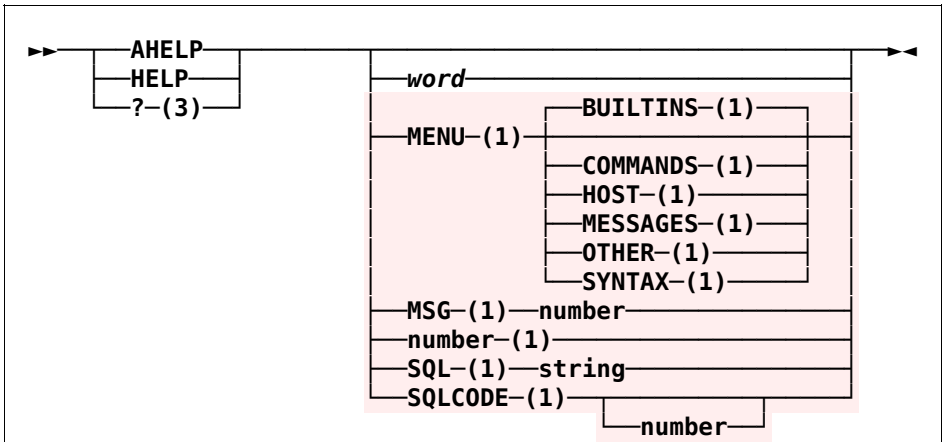 AHELP
HELP
word
?—(3)
BUILTINS—(1)
MENU—(1)
COMMANDS—(1)
HOST—(1)
MESSAGES—(1)
OTHER—(1)
SYNTAX—(1)
MSG—(1)—number
number—(1)
SQL—(1)—string
SQLCODE—(1)
number